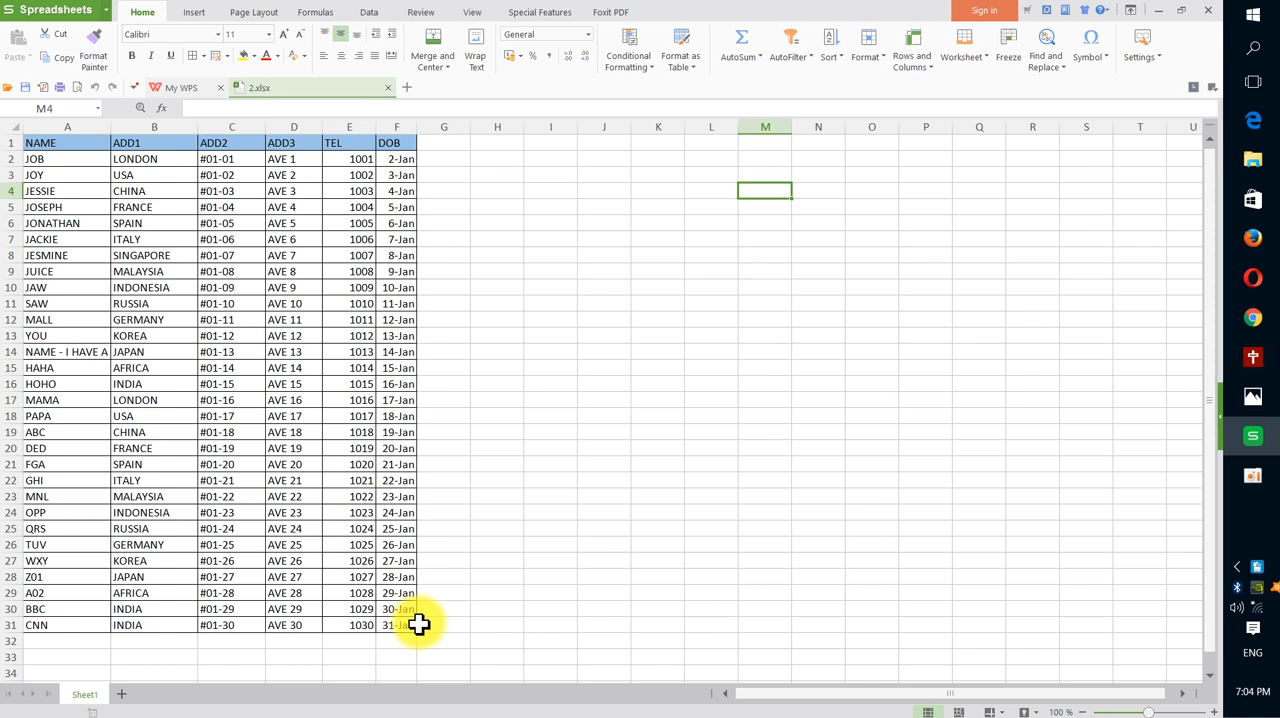 Spreadsheets Home Insert Page Layout Formulas Data Review View Special Features Foxit PDF Sign in
Paste Cut Copy Format Painter Calibri 11 B I U A Merge and Center Wrap Text General % Conditional Formatting Format as Table AutoSum AutoFilter Sort Format Rows and Columns Worksheet Freeze Find and Replace Symbol Settings
My WPS 2.xlsx
M4 fx
A B C D E F G H I J K L M N O P Q R S T U
1 NAME ADD1 ADD2 ADD3 TEL DOB
2 JOB LONDON #01-01 AVE 1 1001 2-Jan
3 JOY USA #01-02 AVE 2 1002 3-Jan
4 JESSIE CHINA #01-03 AVE 3 1003 4-Jan
5 JOSEPH FRANCE #01-04 AVE 4 1004 5-Jan
6 JONATHAN SPAIN #01-05 AVE 5 1005 6-Jan
7 JACKIE ITALY #01-06 AVE 6 1006 7-Jan
8 JESMINE SINGAPORE #01-07 AVE 7 1007 8-Jan
9 JUICE MALAYSIA #01-08 AVE 8 1008 9-Jan
10 JAW INDONESIA #01-09 AVE 9 1009 10-Jan
11 SAW RUSSIA #01-10 AVE 10 1010 11-Jan
12 MALL GERMANY #01-11 AVE 11 1011 12-Jan
13 YOU KOREA #01-12 AVE 12 1012 13-Jan
14 NAME - I HAVE A JAPAN #01-13 AVE 13 1013 14-Jan
15 HAHA AFRICA #01-14 AVE 14 1014 15-Jan
16 HOHO INDIA #01-15 AVE 15 1015 16-Jan
17 MAMA LONDON #01-16 AVE 16 1016 17-Jan
18 PAPA USA #01-17 AVE 17 1017 18-Jan
19 ABC CHINA #01-18 AVE 18 1018 19-Jan
20 DED FRANCE #01-19 AVE 19 1019 20-Jan
21 FGA SPAIN #01-20 AVE 20 1020 21-Jan
22 GHI ITALY #01-21 AVE 21 1021 22-Jan
23 MNL MALAYSIA #01-22 AVE 22 1022 23-Jan
24 OPP INDONESIA #01-23 AVE 23 1023 24-Jan
25 QRS RUSSIA #01-24 AVE 24 1024 25-Jan
26 TUV GERMANY #01-25 AVE 25 1025 26-Jan
27 WXY KOREA #01-26 AVE 26 1026 27-Jan
28 Z01 JAPAN #01-27 AVE 27 1027 28-Jan
29 A02 AFRICA #01-28 AVE 28 1028 29-Jan
30 BBC INDIA #01-29 AVE 29 1029 30-Jan
31 CNN INDIA #01-30 AVE 30 1030 31-Jan
32
33
34
Sheet1
100 %
ENG
7:04 PM